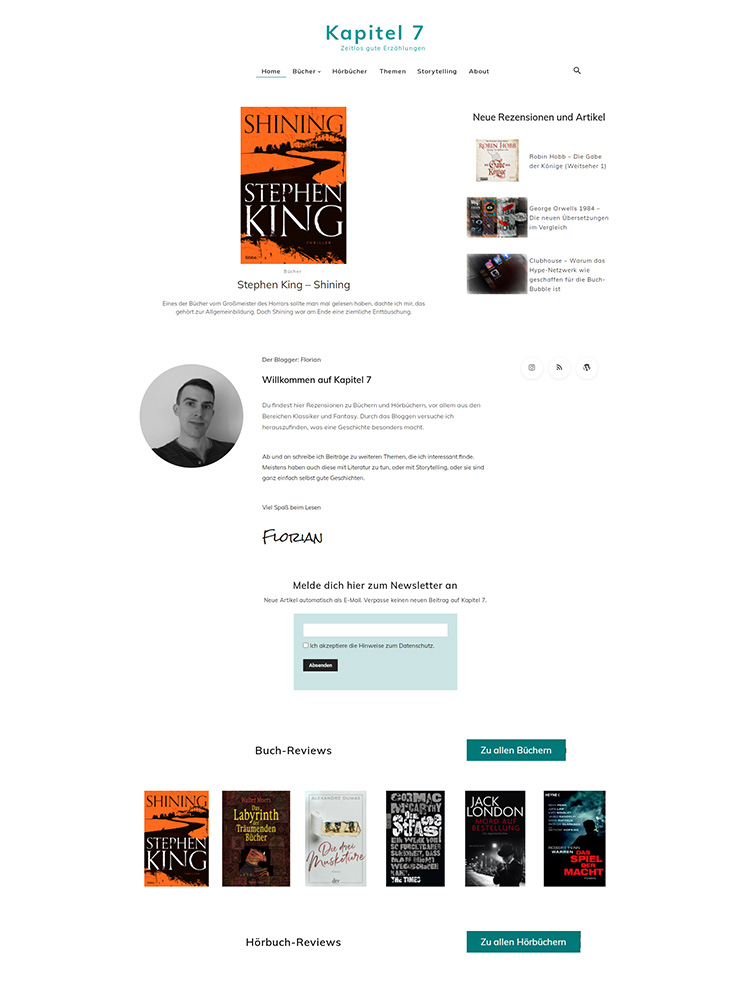 Kapitel 7
Zeitlos gute Erzählungen
Home Bücher Hörbücher Themen Storytelling About
SHINING
STEPHEN
KING
THRILLER
Bücher
Stephen King – Shining
Eines der Bücher vom Großmeister des Horrors sollte man mal gelesen haben, dachte ich mir, das
gehört zur Allgemeinbildung. Doch Shining war am Ende eine ziemliche Enttäuschung.
Neue Rezensionen und Artikel
ROBIN HOBB
Die Gabe
der Könige
Robin Hobb – Die Gabe
der Könige (Weitseher 1)
George Orwells 1984 –
Die neuen Übersetzungen
im Vergleich
Clubhouse – Warum das
Hype-Netzwerk wie
geschaffen für die Buch-
Bubble ist
Der Blogger: Florian
Willkommen auf Kapitel 7
Du findest hier Rezensionen zu Büchern und Hörbüchern, vor allem aus den
Bereichen Klassiker und Fantasy. Durch das Bloggen versuche ich
herauszufinden, was eine Geschichte besonders macht.
Ab und an schreibe ich Beiträge zu weiteren Themen, die ich interessant finde.
Meistens haben auch diese mit Literatur zu tun, oder mit Storytelling, oder sie sind
ganz einfach selbst gute Geschichten.
Viel Spaß beim Lesen
Florian
Melde dich hier zum Newsletter an
Neue Artikel automatisch als E-Mail. Verpasse keinen neuen Beitrag auf Kapitel 7.
Ich akzeptiere die Hinweise zum Datenschutz.
Absenden
Buch-Reviews
Zu allen Büchern
SHINING
STEPHEN
KING
Walter Moers
Das
Labyrinth
der
Träumenden
Bücher
ALEXANDRE DUMAS
Die drei
Musketiere
dtv
CORMAC
MCCARTHY
DIE
STRASSE
THE TIMES
JACK
LONDON
MORD AUF
BESTELLUNG
HEYNE
ROBERT PENN
WARREN
DAS
SPIEL
DER
MACHT
Hörbuch-Reviews
Zu allen Hörbüchern